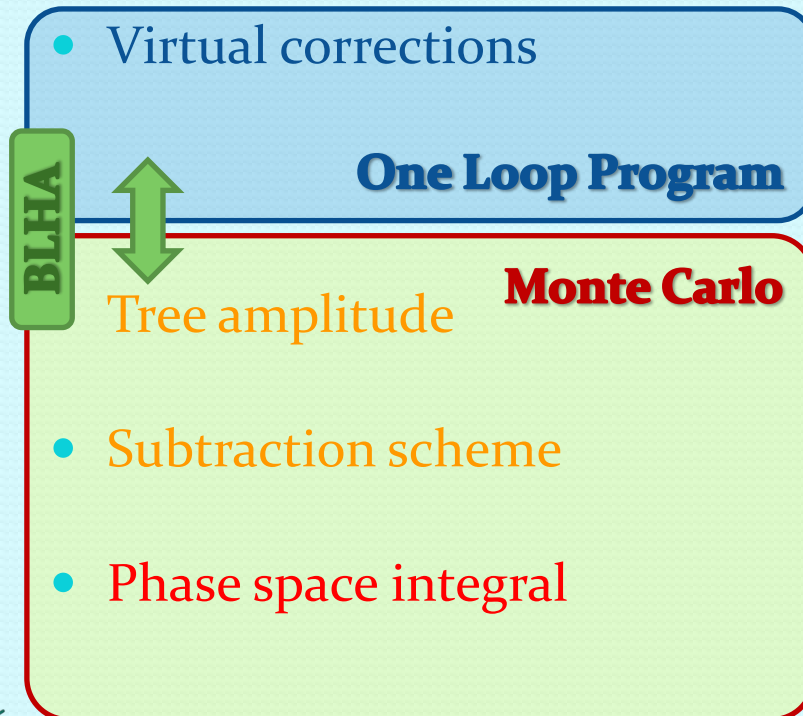 • Virtual corrections
One Loop Program
BLHA
Monte Carlo
Tree amplitude
• Subtraction scheme
• Phase space integral